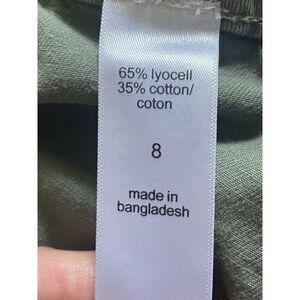 65% lyocell
35% cotton/
coton
8
made in
bangladesh